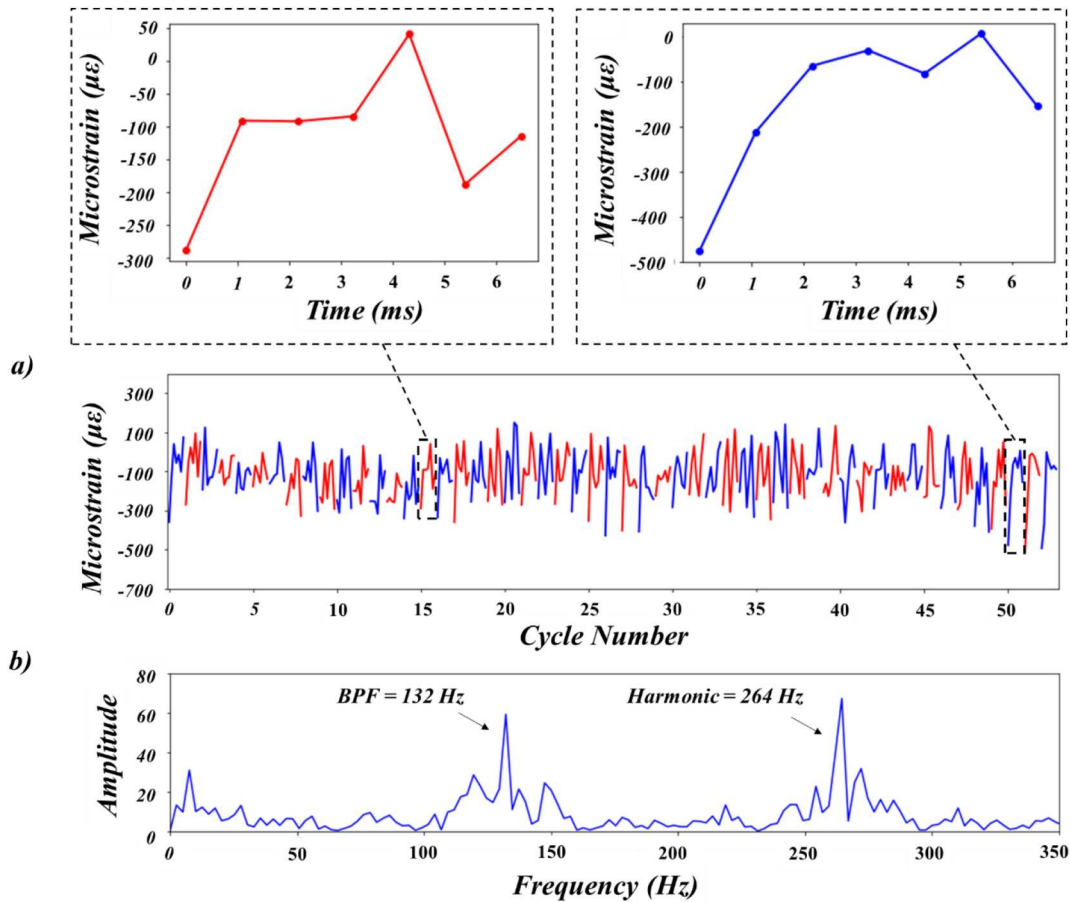 50
0
-50
-100
-150
-200
-250
-300
Microstrain (με)
0 1 2 3 4 5 6
Time (ms)
0
-100
-200
-300
-400
-500
Microstrain (με)
0 1 2 3 4 5 6
Time (ms)
a)
300
100
-100
-300
-500
-700
Microstrain (με)
0 5 10 15 20 25 30 35 40 45 50
Cycle Number
b)
80
60
40
20
0
Amplitude
BPF = 132 Hz
Harmonic = 264 Hz
0 50 100 150 200 250 300 350
Frequency (Hz)